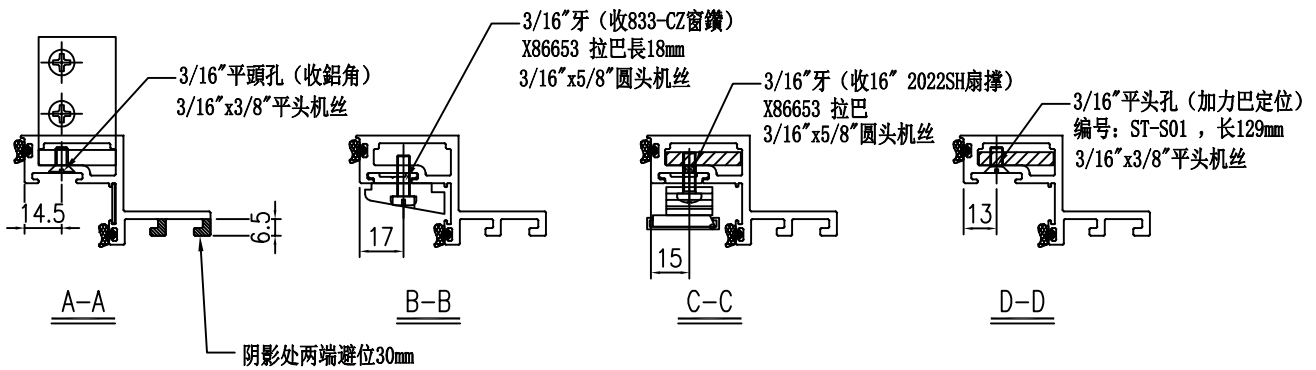 3/16"平頭孔（收鋁角）
3/16"x3/8"平头机丝
14.5
6.5
A-A
阴影处两端避位30mm
3/16"牙（收833-CZ窗鑽）
X86653 拉巴長18mm
3/16"x5/8"圆头机丝
17
B-B
3/16"牙（收16" 2022SH扇撐）
X86653 拉巴
3/16"x5/8"圆头机丝
15
C-C
3/16"平头孔（加力巴定位）
编号: ST-S01 ，长129mm
3/16"x3/8"平头机丝
13
D-D